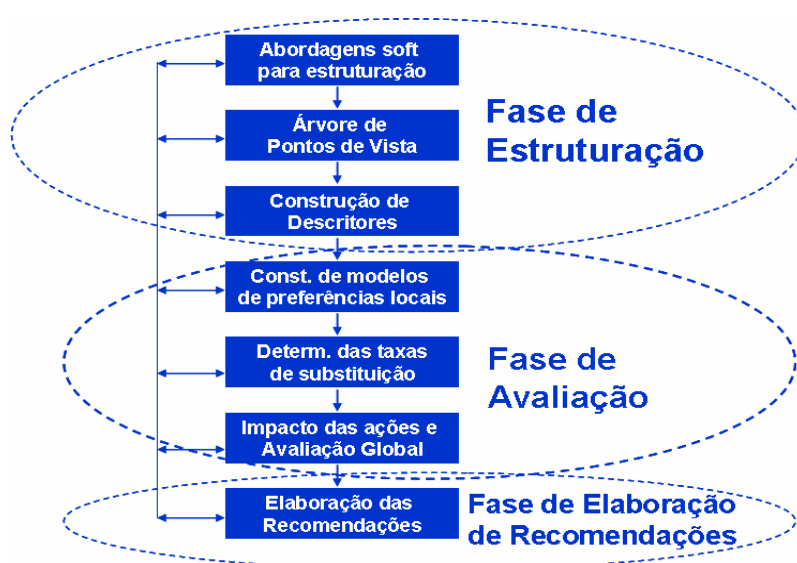 Abordagens soft
para estruturação
Árvore de
Pontos de Vista
Construção de
Descritores
Fase de
Estruturação
Const. de modelos
de preferências locais
Determ. das taxas
de substituição
Impacto das ações e
Avaliação Global
Fase de
Avaliação
Elaboração das
Recomendações
Fase de Elaboração
de Recomendações